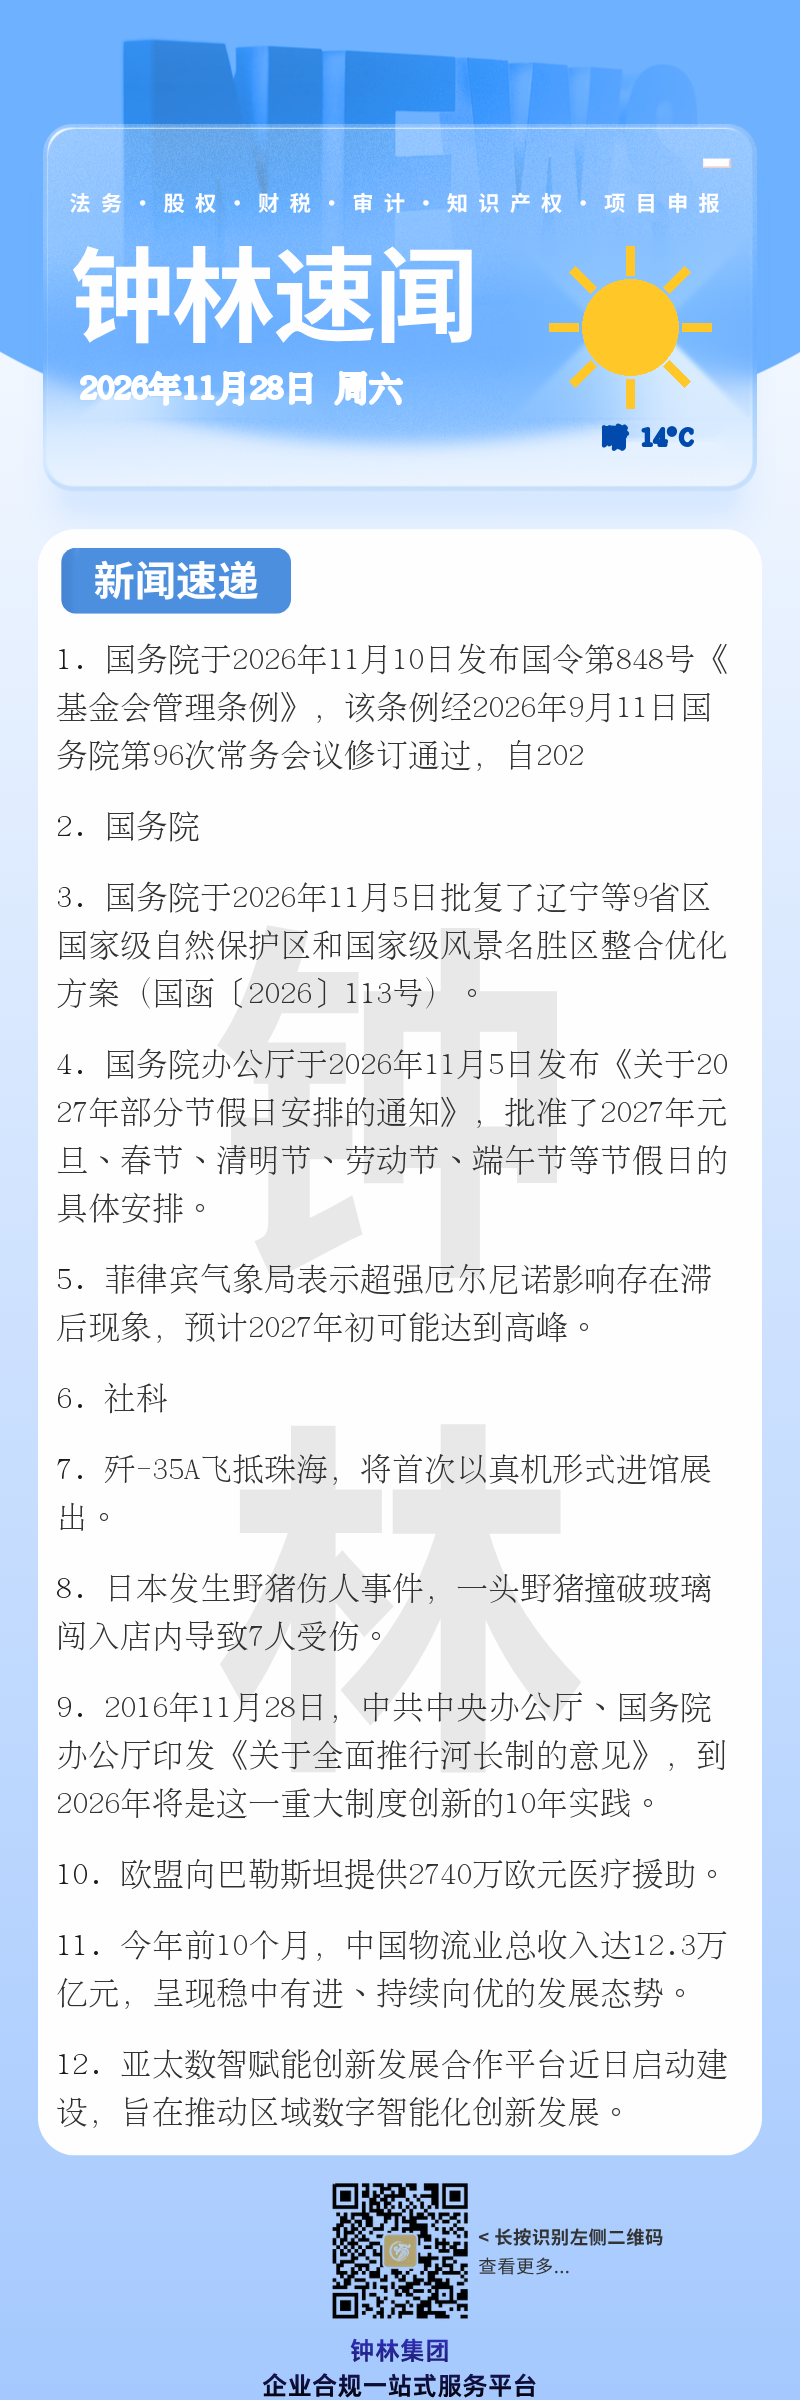 NEWS
法务·股权·财税·审计·知识产权·项目申报
钟林速闻
2026年11月28日 周六
晴 14°C
新闻速递
1. 国务院于2026年11月10日发布国令第848号《
基金会管理条例》,该条例经2026年9月11日国
务院第96次常务会议修订通过,自202
2. 国务院
3. 国务院于2026年11月5日批复了辽宁等9省区
国家级自然保护区和国家级风景名胜区整合优化
方案（国函〔2026〕113号）。
4. 国务院办公厅于2026年11月5日发布《关于20
27年部分节假日安排的通知》,批准了2027年元
旦、春节、清明节、劳动节、端午节等节假日的
具体安排。
5. 菲律宾气象局表示超强厄尔尼诺影响存在滞
后现象,预计2027年初可能达到高峰。
6. 社科
7. 歼-35A飞抵珠海,将首次以真机形式进馆展
出。
8. 日本发生野猪伤人事件,一头野猪撞破玻璃
闯入店内导致7人受伤。
9. 2016年11月28日,中共中央办公厅、国务院
办公厅印发《关于全面推行河长制的意见》,到
2026年将是这一重大制度创新的10年实践。
10. 欧盟向巴勒斯坦提供2740万欧元医疗援助。
11. 今年前10个月,中国物流业总收入达12.3万
亿元,呈现稳中有进、持续向优的发展态势。
12. 亚太数智赋能创新发展合作平台近日启动建
设,旨在推动区域数字智能化创新发展。
钟
林
< 长按识别左侧二维码
查看更多...
钟林集团
企业合规一站式服务平台